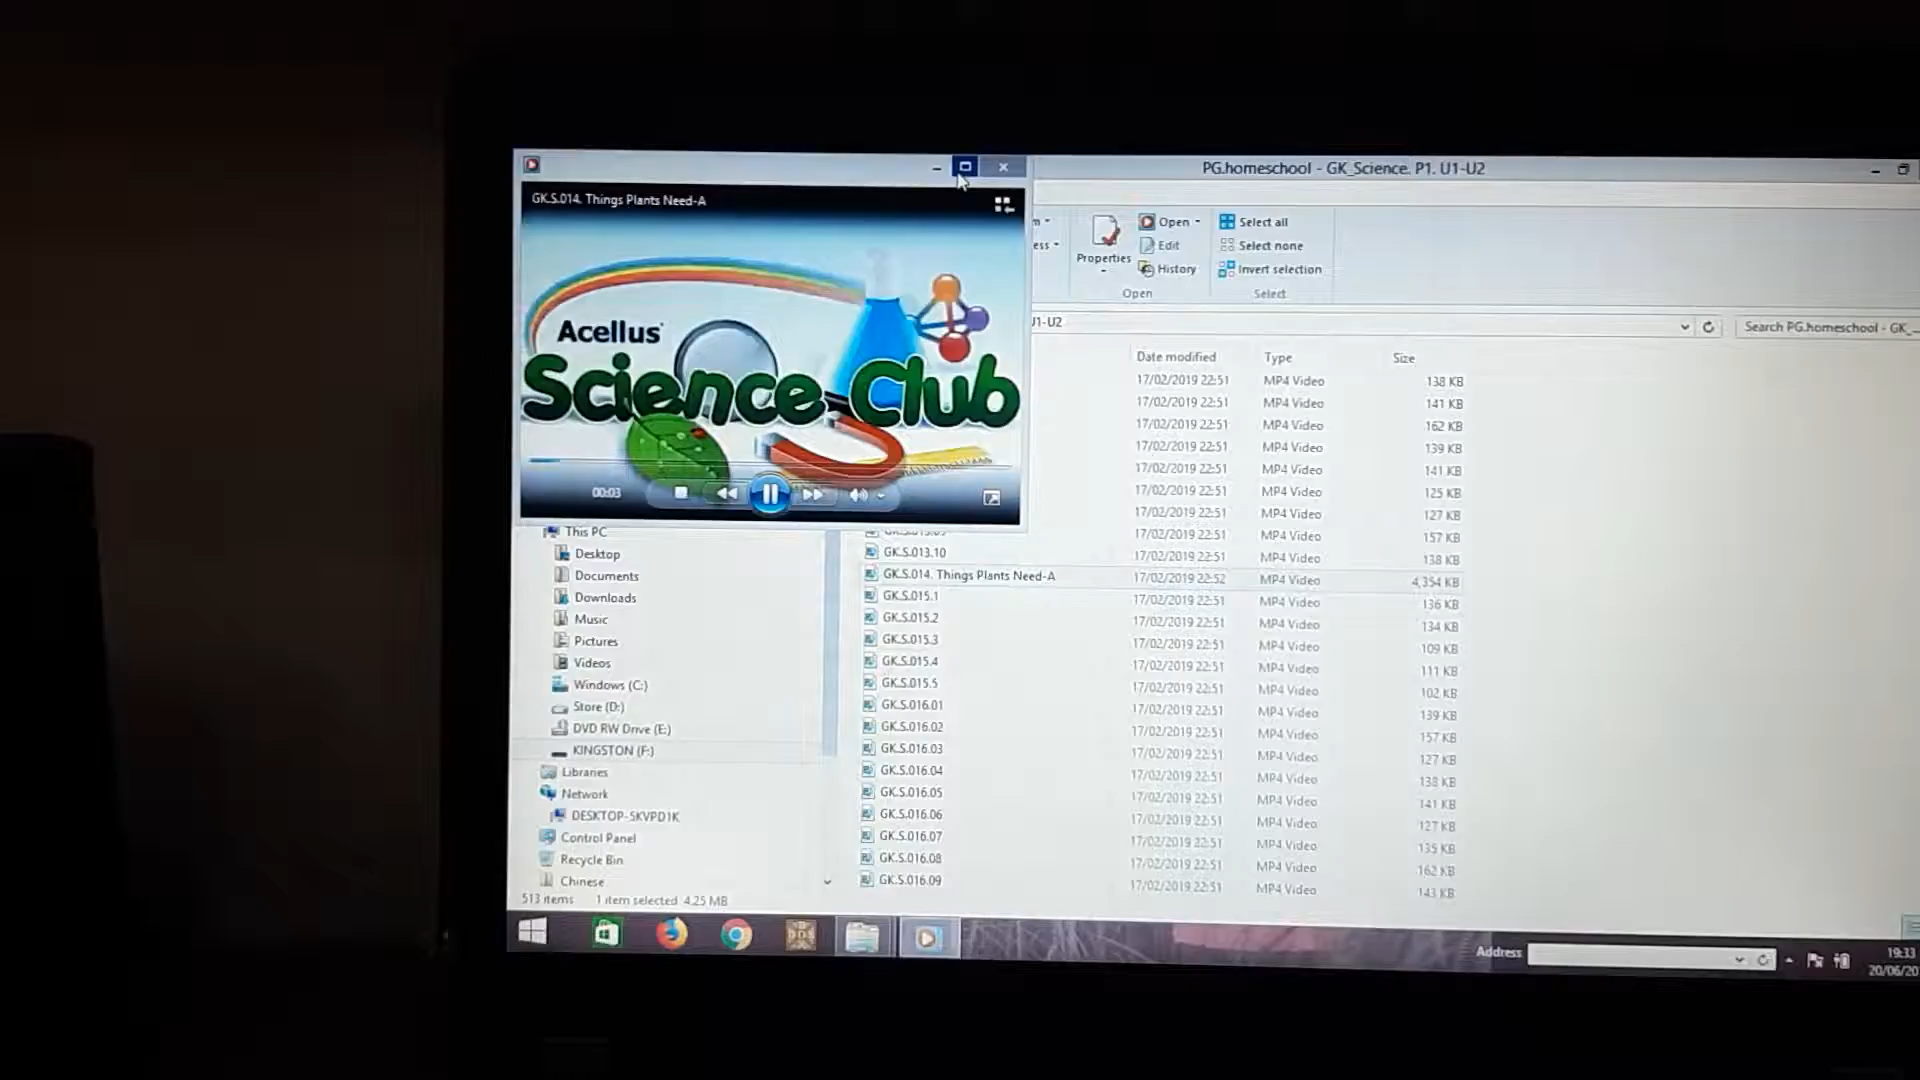 PG.homeschool - GK_Science. P1. U1-U2
GK.S.014. Things Plants Need-A
Acellus
Science Club
00:03
Properties
Open
Edit
History
Open
Select all
Select none
Invert selection
Select
U1-U2
Search PG.homeschool - GK_...
Date modified Type Size
17/02/2019 22:51 MP4 Video 138 KB
17/02/2019 22:51 MP4 Video 141 KB
17/02/2019 22:51 MP4 Video 162 KB
17/02/2019 22:51 MP4 Video 139 KB
17/02/2019 22:51 MP4 Video 141 KB
17/02/2019 22:51 MP4 Video 125 KB
17/02/2019 22:51 MP4 Video 127 KB
17/02/2019 22:51 MP4 Video 157 KB
GK.S.013.10 17/02/2019 22:51 MP4 Video 138 KB
GK.S.014. Things Plants Need-A 17/02/2019 22:52 MP4 Video 4,354 KB
GK.S.015.1 17/02/2019 22:51 MP4 Video 136 KB
GK.S.015.2 17/02/2019 22:51 MP4 Video 134 KB
GK.S.015.3 17/02/2019 22:51 MP4 Video 109 KB
GK.S.015.4 17/02/2019 22:51 MP4 Video 111 KB
GK.S.015.5 17/02/2019 22:51 MP4 Video 102 KB
GK.S.016.01 17/02/2019 22:51 MP4 Video 139 KB
GK.S.016.02 17/02/2019 22:51 MP4 Video 157 KB
GK.S.016.03 17/02/2019 22:51 MP4 Video 127 KB
GK.S.016.04 17/02/2019 22:51 MP4 Video 138 KB
GK.S.016.05 17/02/2019 22:51 MP4 Video 141 KB
GK.S.016.06 17/02/2019 22:51 MP4 Video 127 KB
GK.S.016.07 17/02/2019 22:51 MP4 Video 135 KB
GK.S.016.08 17/02/2019 22:51 MP4 Video 162 KB
GK.S.016.09 17/02/2019 22:51 MP4 Video 143 KB
This PC
Desktop
Documents
Downloads
Music
Pictures
Videos
Windows (C:)
Store (D:)
DVD RW Drive (E:)
KINGSTON (F:)
Libraries
Network
DESKTOP-5KVPD1K
Control Panel
Recycle Bin
Chinese
513 items 1 item selected 4.25 MB
Address
19:33
20/06/20